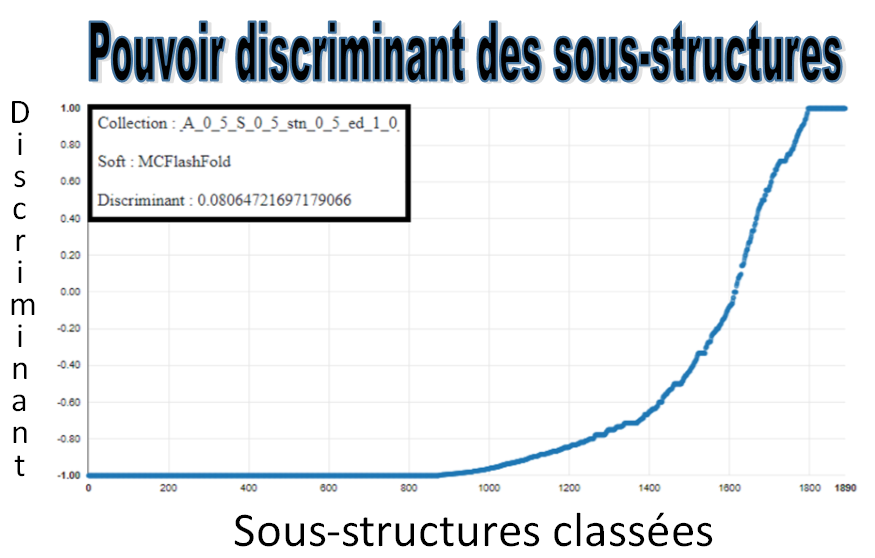 Pouvoir discriminant des sous-structures
Discriminant
1.00
Collection : _A_0_5_S_0_5_stn_0_5_ed_1_0_
0.80
Soft : MCFlashFold
0.60
Discriminant : 0.08064721697179066
0.40
0.20
0.00
-0.20
-0.40
-0.60
-0.80
-1.00
0 200 400 600 800 1000 1200 1400 1600 1800 1890
Sous-structures classées